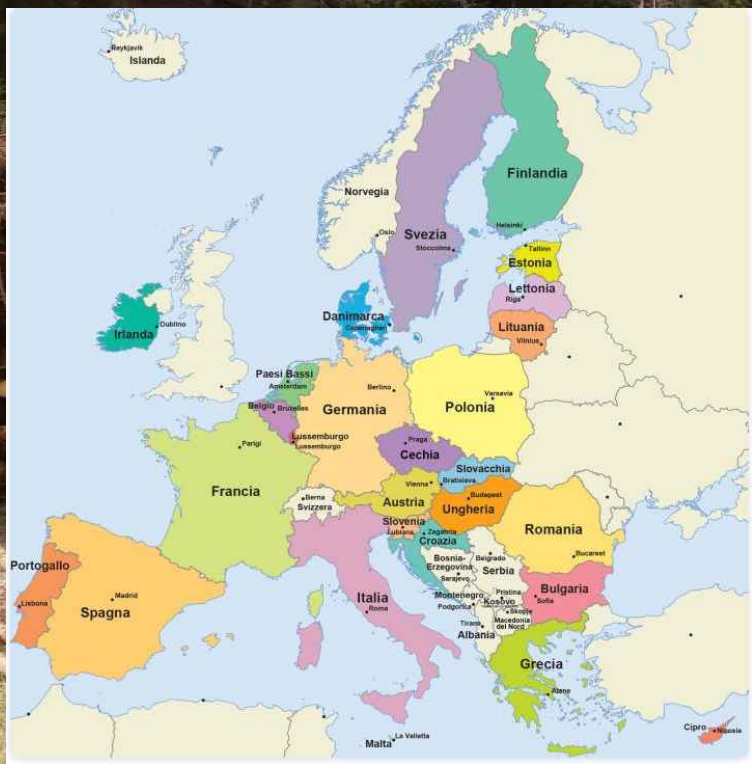 Reykjavik
Islanda
Norvegia
Finlandia
Svezia
Oslo
Helsinki
Stoccolma
Tallinn
Estonia
Lettonia
Riga
Danimarca
Copenaghen
Lituania
Vilnius
Dublino
Irlanda
Paesi Bassi
Amsterdam
Berlino
Varsavia
Belgio
Bruxelles
Germania
Polonia
Lussemburgo
Lussemburgo
Praga
Cechia
Parigi
Slovacchia
Vienna
Bratislava
Francia
Berna
Svizzera
Austria
Budapest
Ungheria
Slovenia
Lubiana
Zagabria
Croazia
Romania
Bucarest
Belgrado
Bosnia-
Erzegovina
Serbia
Sarajevo
Portogallo
Lisbona
Madrid
Spagna
Italia
Roma
Montenegro
Podgorica
Pristina
Kosovo
Bulgaria
Sofia
Skopje
Macedonia
del Nord
Tirana
Albania
Grecia
Atene
Cipro
Nicosia
Malta
La Valletta